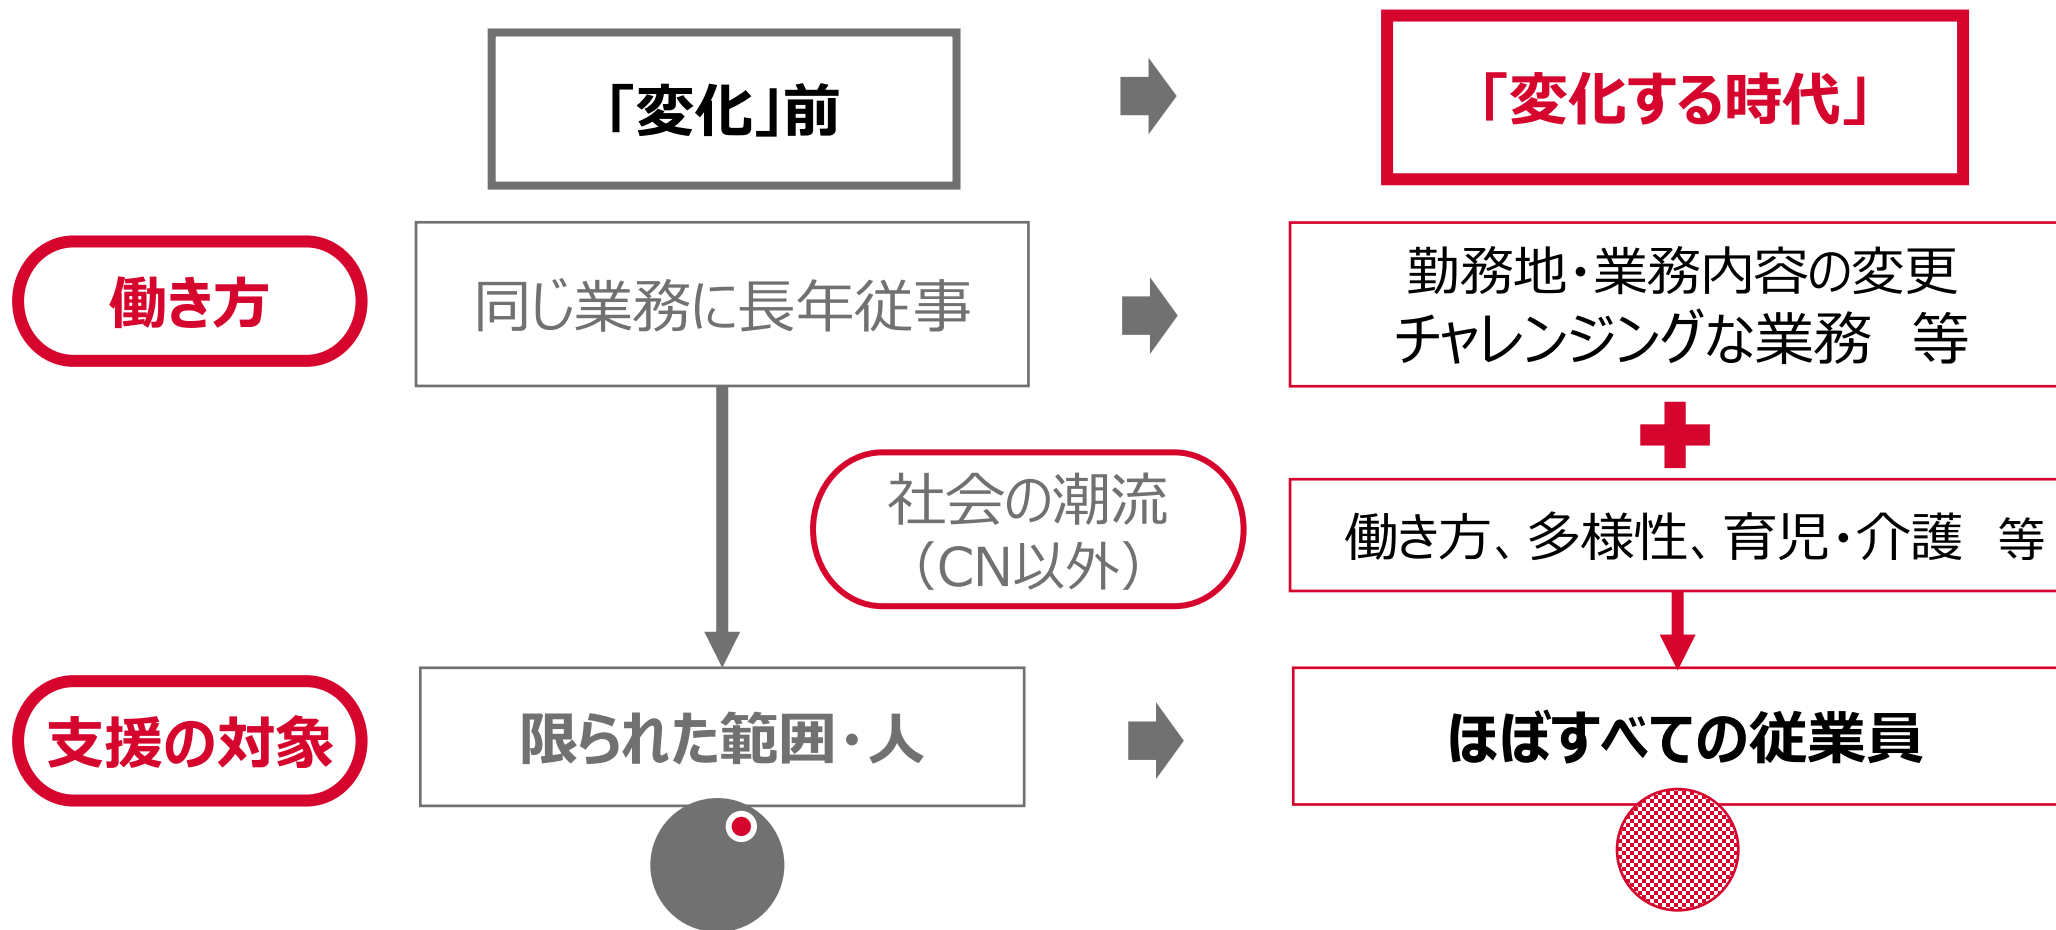 「変化」前
「変化する時代」
働き方
同じ業務に長年従事
勤務地・業務内容の変更
チャレンジングな業務　等
社会の潮流
（CN以外）
働き方、多様性、育児・介護　等
支援の対象
限られた範囲・人
ほぼすべての従業員